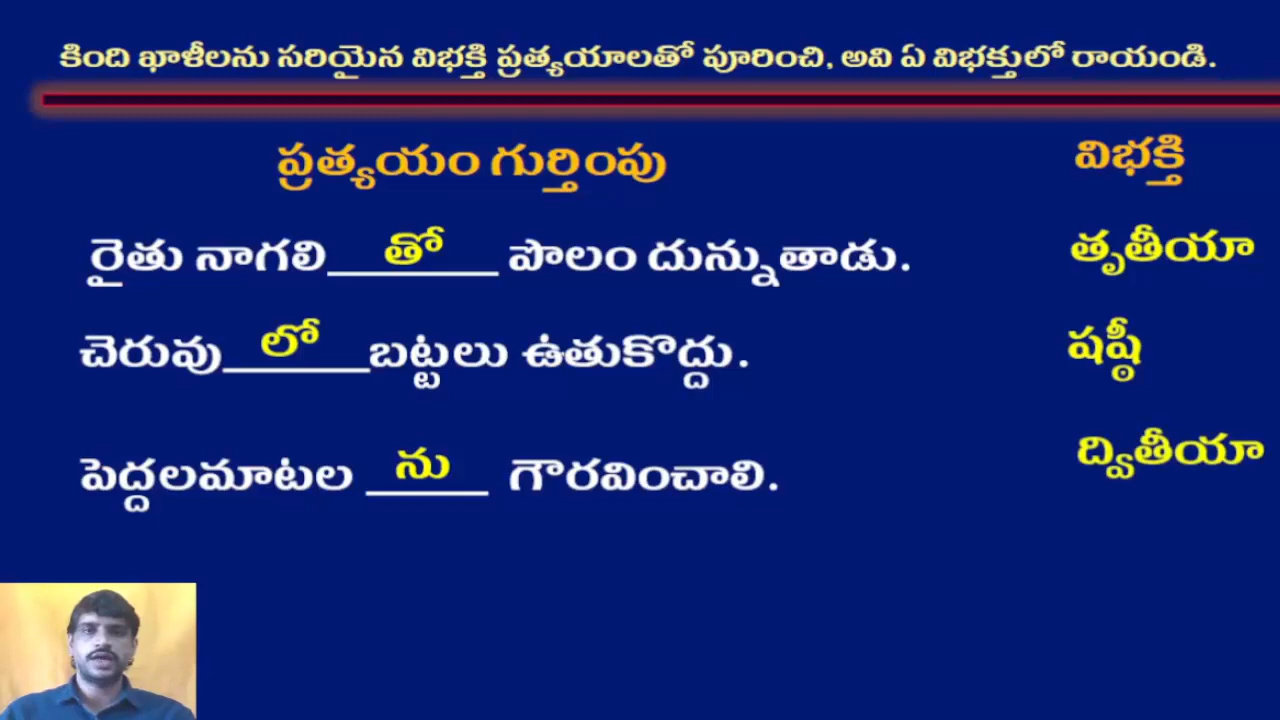 కింది ఖాళీలను సరియైన విభక్తి ప్రత్యయాలతో పూరించి, అవి ఏ విభక్తులో రాయండి.
ప్రత్యయం గుర్తింపు విభక్తి
రైతు నాగలి తో పొలం దున్నుతాడు. తృతీయా
చెరువు లో బట్టలు ఉతుకొద్దు. షష్ఠీ
పెద్దలమాటల ను గౌరవించాలి. ద్వితీయా